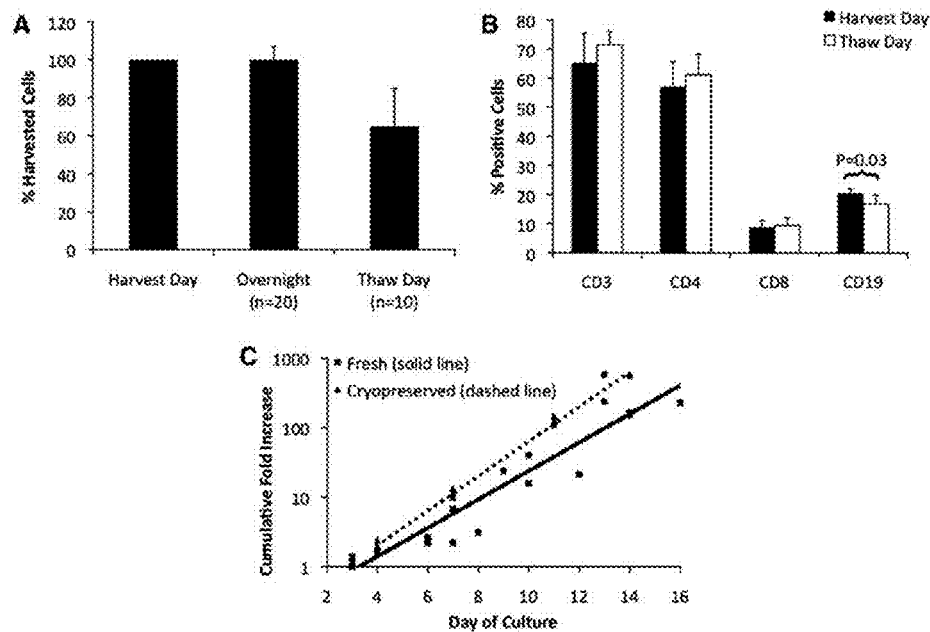 A
120
100
80
60
40
20
0
% Harvested Cells
Harvest Day
Overnight
(n=20)
Thaw Day
(n=10)
B
80
70
60
50
40
30
20
10
0
% Positive Cells
Harvest Day
Thaw Day
P=0.03
CD3
CD4
CD8
CD19
C
1000
100
10
1
Cumulative Fold Increase
Fresh (solid line)
Cryopreserved (dashed line)
2 4 6 8 10 12 14 16
Day of Culture